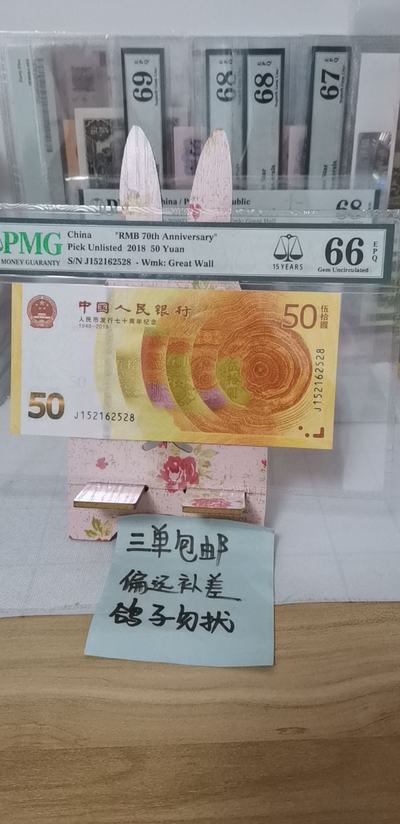 69
68
68
67
68
PMG
MONEY GUARANTY
China "RMB 70th Anniversary"
Pick Unlisted 2018 50 Yuan
S/N J152162528 - Wmk: Great Wall
15 YEARS
66 EPQ
Gem Uncirculated
中国人民银行
人民币发行七十周年纪念
1948-2018
50 伍拾圆
J152162528
50
J152162528
三单包邮
偏远补差
鸽子勿扰